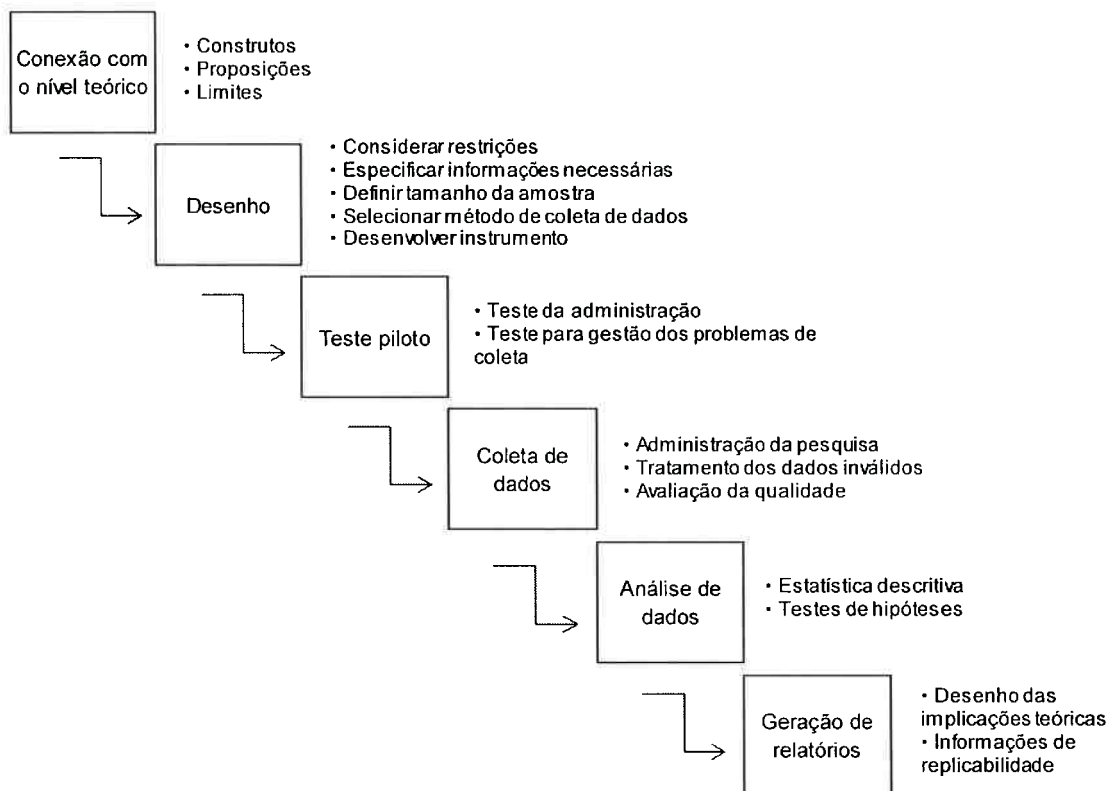 Conexão com
o nível teórico
• Construtos
• Proposições
• Limites
Desenho
• Considerar restrições
• Especificar informações necessárias
• Definir tamanho da amostra
• Selecionar método de coleta de dados
• Desenvolver instrumento
Teste piloto
• Teste da administração
• Teste para gestão dos problemas de
coleta
Coleta de
dados
• Administração da pesquisa
• Tratamento dos dados inválidos
• Avaliação da qualidade
Análise de
dados
• Estatística descritiva
• Testes de hipóteses
Geração de
relatórios
• Desenho das
implicações teóricas
• Informações de
replicabilidade